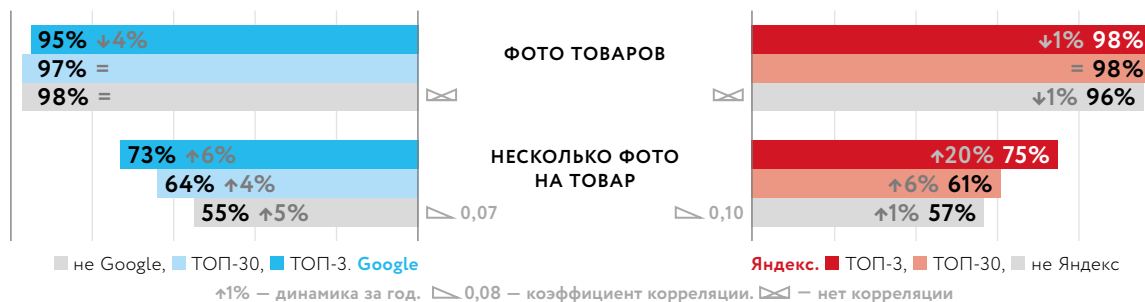 95% ↓4%
97% =
98% =
ФОТО ТОВАРОВ
↓1% 98%
= 98%
↓1% 96%
73% ↑6%
64% ↑4%
55% ↑5%
0,07
НЕСКОЛЬКО ФОТО
НА ТОВАР
↑20% 75%
↑6% 61%
0,10
↑1% 57%
не Google, ТОП-30, ТОП-3. Google
Яндекс. ТОП-3, ТОП-30, не Яндекс
↑1% — динамика за год. 0,08 — коэффициент корреляции. — нет корреляции